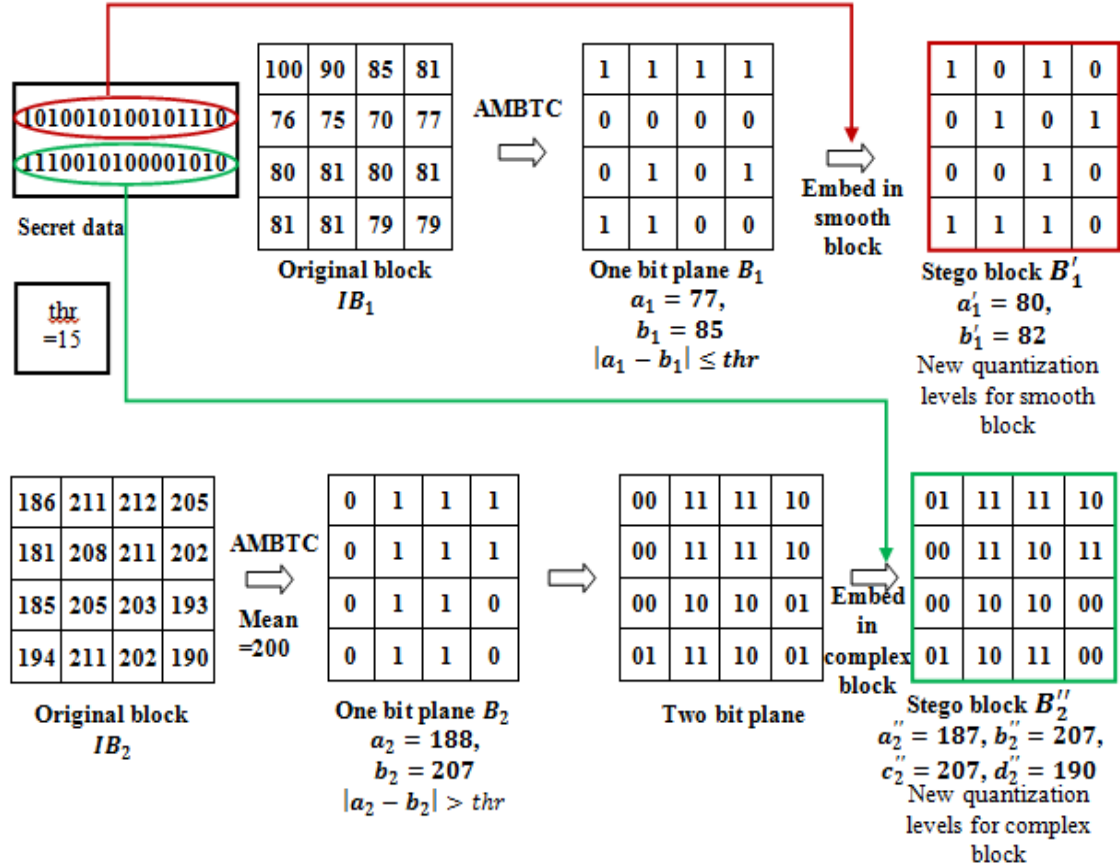 1010010100101110
1110010100001010
Secret data
thr
=15
100 90 85 81
76 75 70 77
80 81 80 81
81 81 79 79
Original block
IB₁
AMBTC
1 1 1 1
0 0 0 0
0 1 0 1
1 1 0 0
One bit plane B₁
a₁ = 77,
b₁ = 85
|a₁ − b₁| ≤ thr
Embed in
smooth
block
1 0 1 0
0 1 0 1
0 0 1 0
1 1 1 0
Stego block B′₁
a′₁ = 80,
b′₁ = 82
New quantization
levels for smooth
block
186 211 212 205
181 208 211 202
185 205 203 193
194 211 202 190
Original block
IB₂
AMBTC
Mean
=200
0 1 1 1
0 1 1 1
0 1 1 0
0 1 1 0
One bit plane B₂
a₂ = 188,
b₂ = 207
|a₂ − b₂| > thr
00 11 11 10
00 11 11 10
00 10 10 01
01 11 10 01
Two bit plane
Embed
in
complex
block
01 11 11 10
00 11 10 11
00 10 10 00
01 10 11 00
Stego block B″₂
a″₂ = 187, b″₂ = 207,
c″₂ = 207, d″₂ = 190
New quantization
levels for complex
block